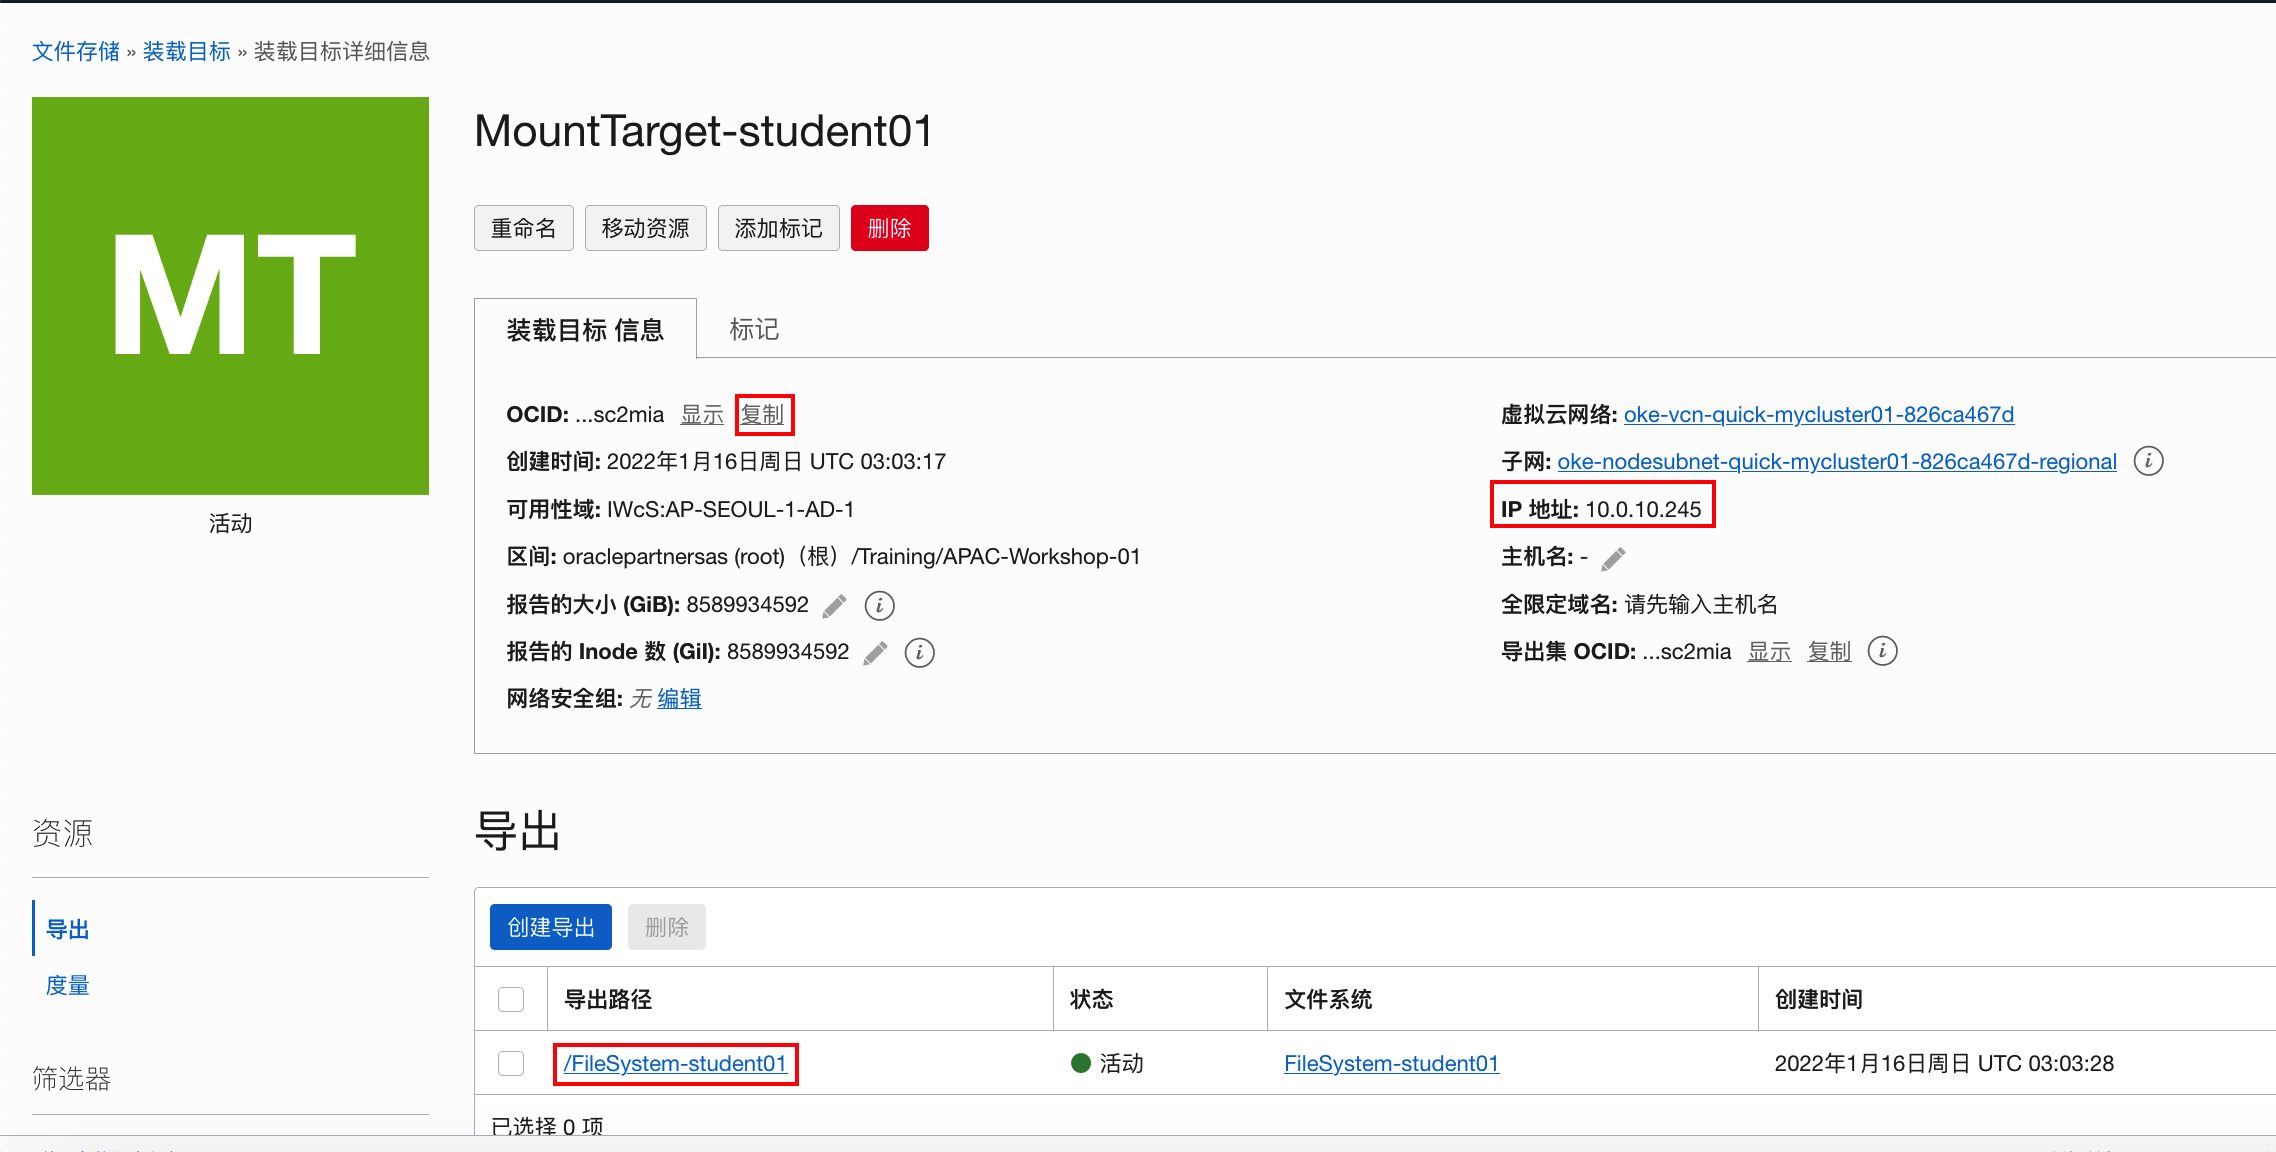 文件存储 » 装载目标 » 装载目标详细信息
MT
活动
MountTarget-student01
重命名 移动资源 添加标记 删除
装载目标 信息 标记
OCID: ...sc2mia 显示 复制
创建时间: 2022年1月16日周日 UTC 03:03:17
可用性域: IWcS:AP-SEOUL-1-AD-1
区间: oraclepartnersas (root)（根）/Training/APAC-Workshop-01
报告的大小 (GiB): 8589934592
报告的 Inode 数 (GiI): 8589934592
网络安全组: 无 编辑
虚拟云网络: oke-vcn-quick-mycluster01-826ca467d
子网: oke-nodesubnet-quick-mycluster01-826ca467d-regional
IP 地址: 10.0.10.245
主机名: -
全限定域名: 请先输入主机名
导出集 OCID: ...sc2mia 显示 复制
资源
导出
度量
筛选器
导出
创建导出 删除
导出路径 状态 文件系统 创建时间
/FileSystem-student01 活动 FileSystem-student01 2022年1月16日周日 UTC 03:03:28
已选择 0 项